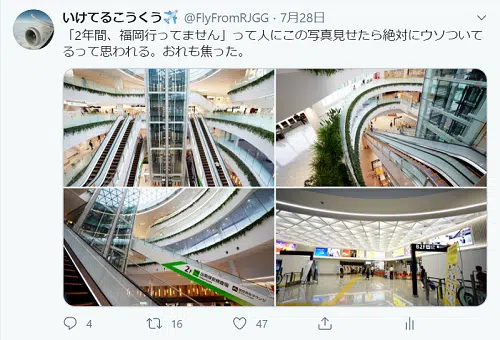 いけてるこうくう✈ @FlyFromRJGG・7月28日
「2年間、福岡行ってません」って人にこの写真見せたら絶対にウソついて
るって思われる。おれも焦った。
2F
B2F
4
16
47